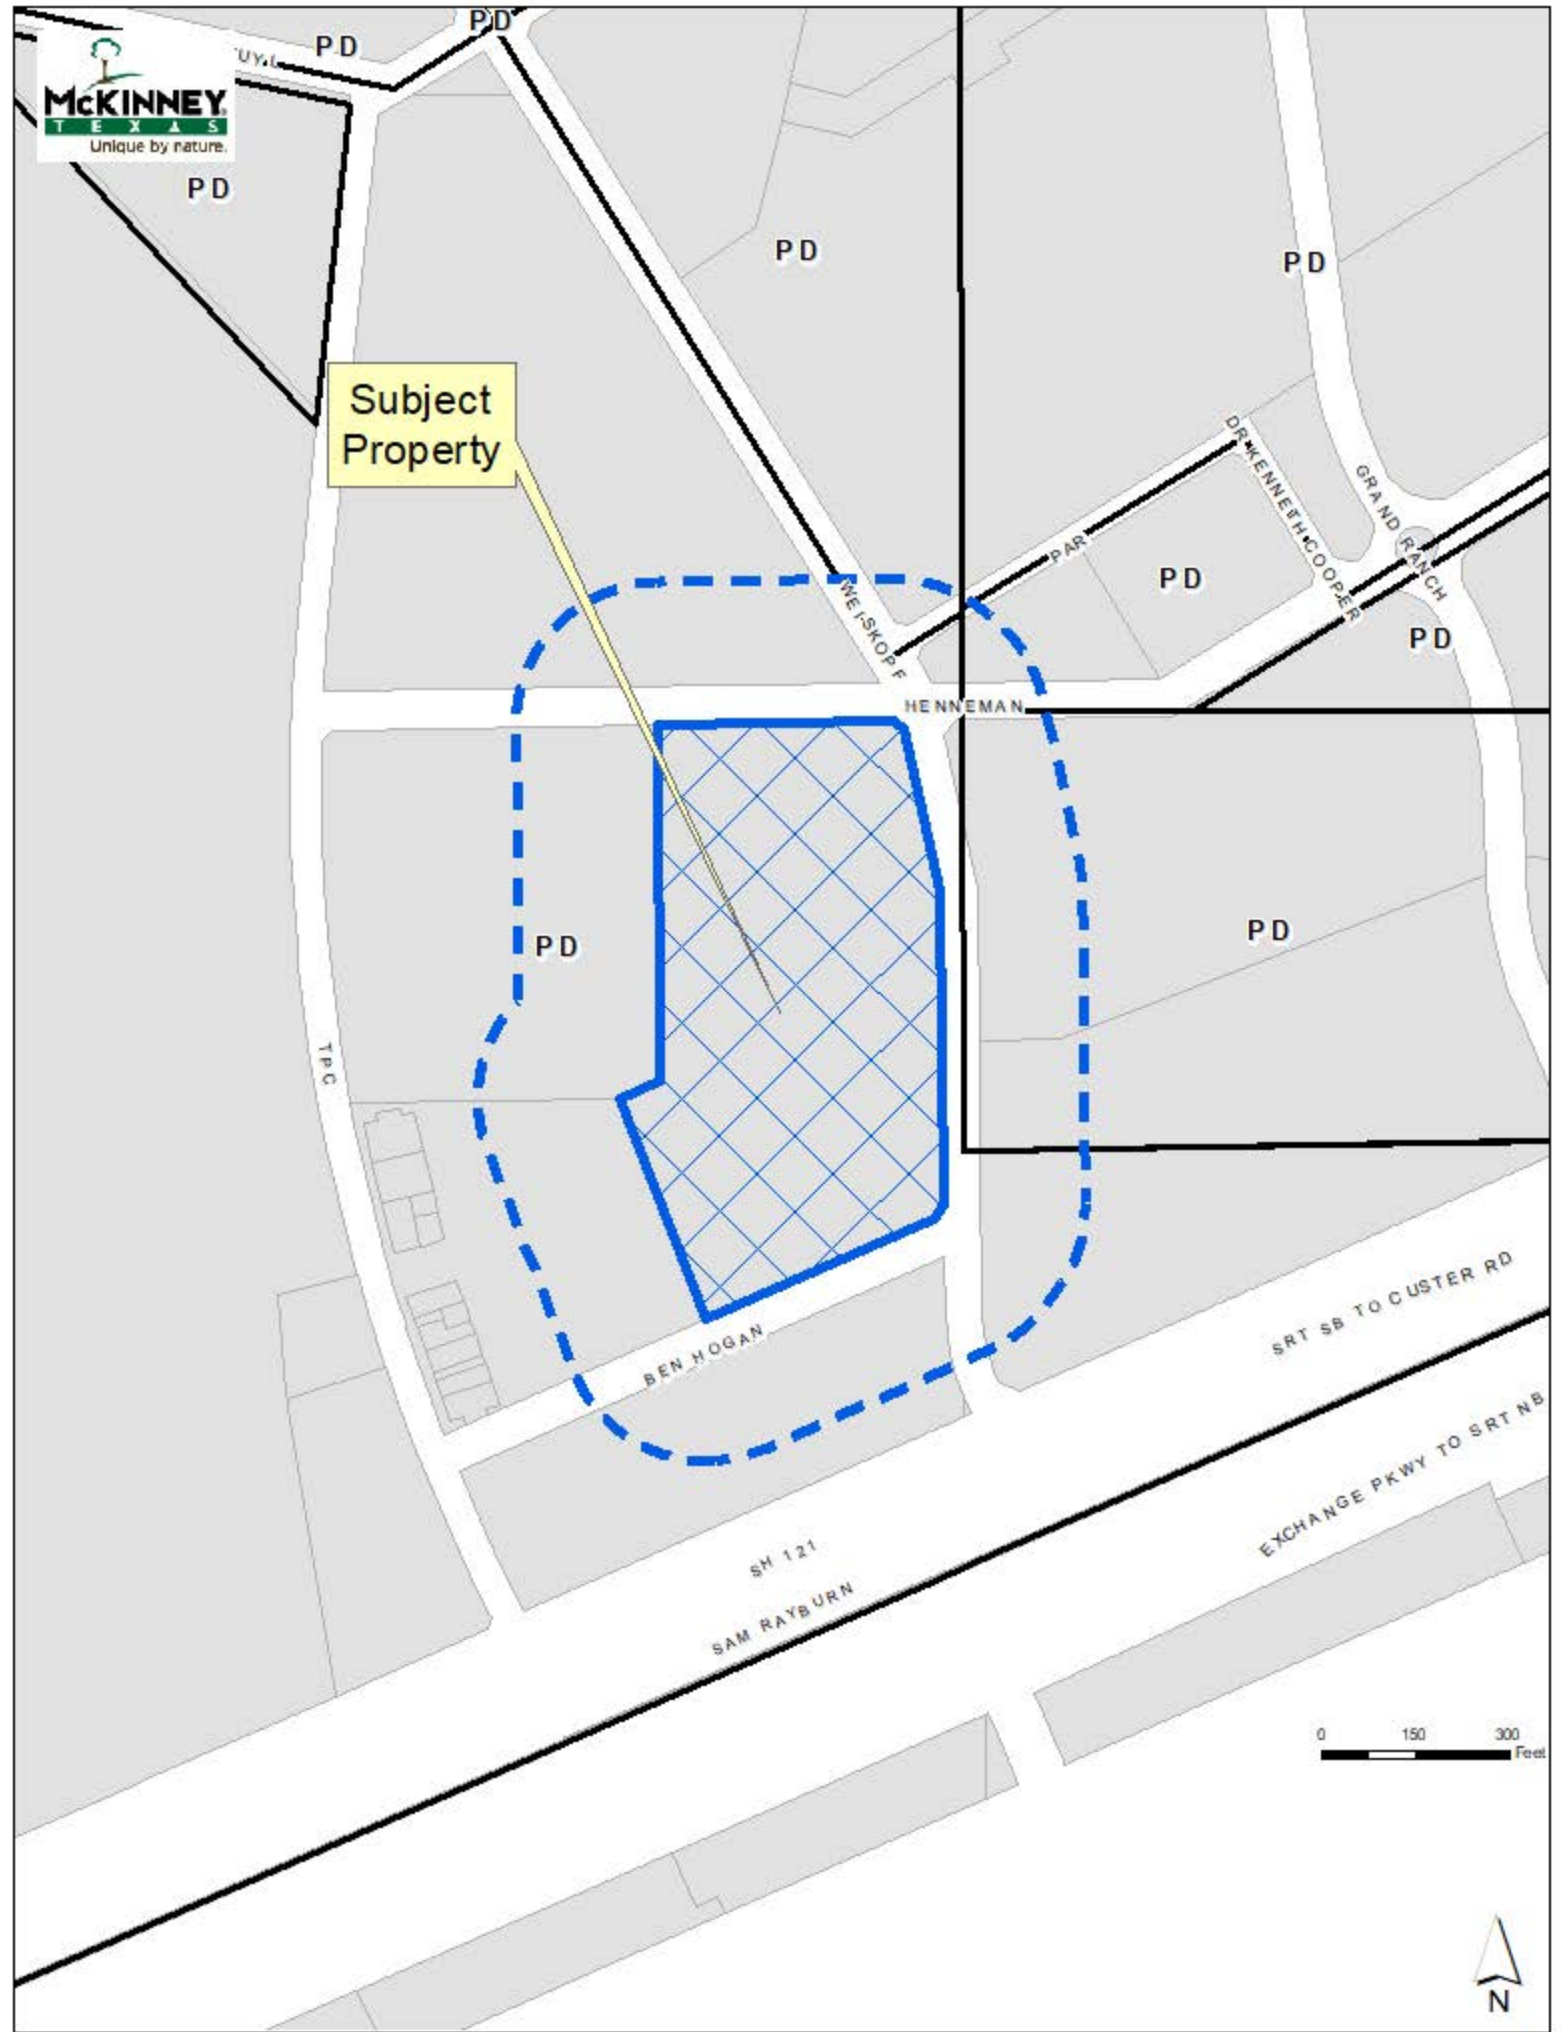 PD
PD
McKINNEY
TEXAS
Unique by nature.
PD
PD
PD
Subject
Property
DR KENNETH COOPER
GRAND RANCH
PAR
PD
WEISKOPF
PD
HENNEMAN
PD
PD
TPC
BEN HOGAN
SRT SB TO CUSTER RD
EXCHANGE PKWY TO SRT NB
SH 121
SAM RAYBURN
0 150 300
Feet
N